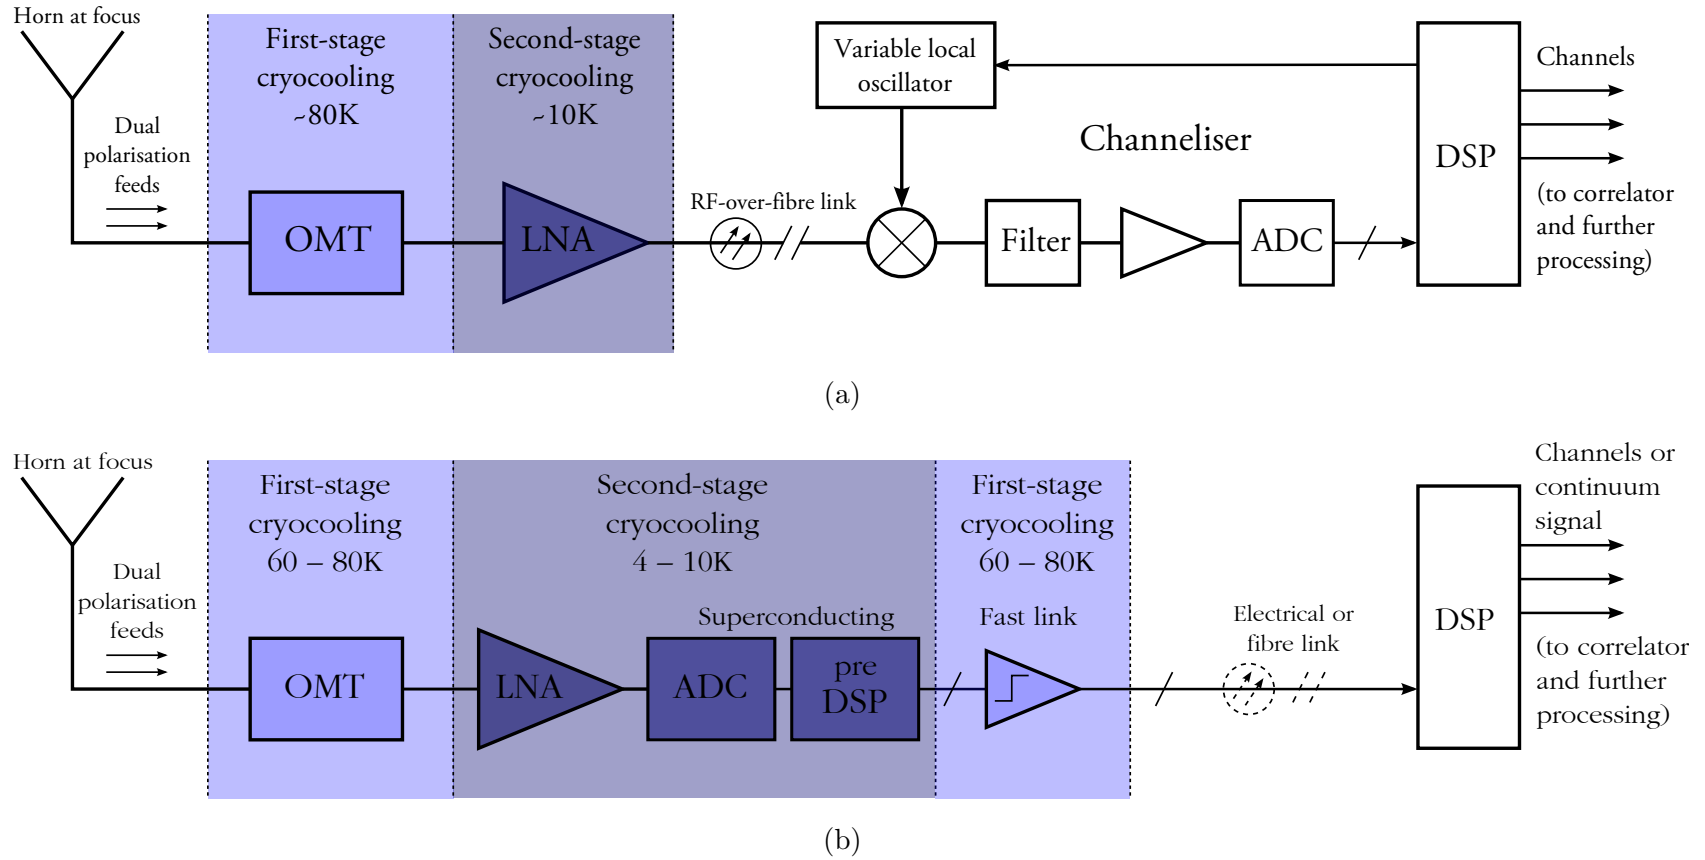 Horn at focus
First-stage
cryocooling
~80K
Second-stage
cryocooling
~10K
Dual
polarisation
feeds
OMT
LNA
RF-over-fibre link
Variable local
oscillator
Channeliser
Filter
ADC
DSP
Channels
(to correlator
and further
processing)
(a)
Horn at focus
First-stage
cryocooling
60 – 80K
Second-stage
cryocooling
4 – 10K
First-stage
cryocooling
60 – 80K
Dual
polarisation
feeds
OMT
LNA
Superconducting
ADC
pre
DSP
Fast link
Electrical or
fibre link
DSP
Channels or
continuum
signal
(to correlator
and further
processing)
(b)